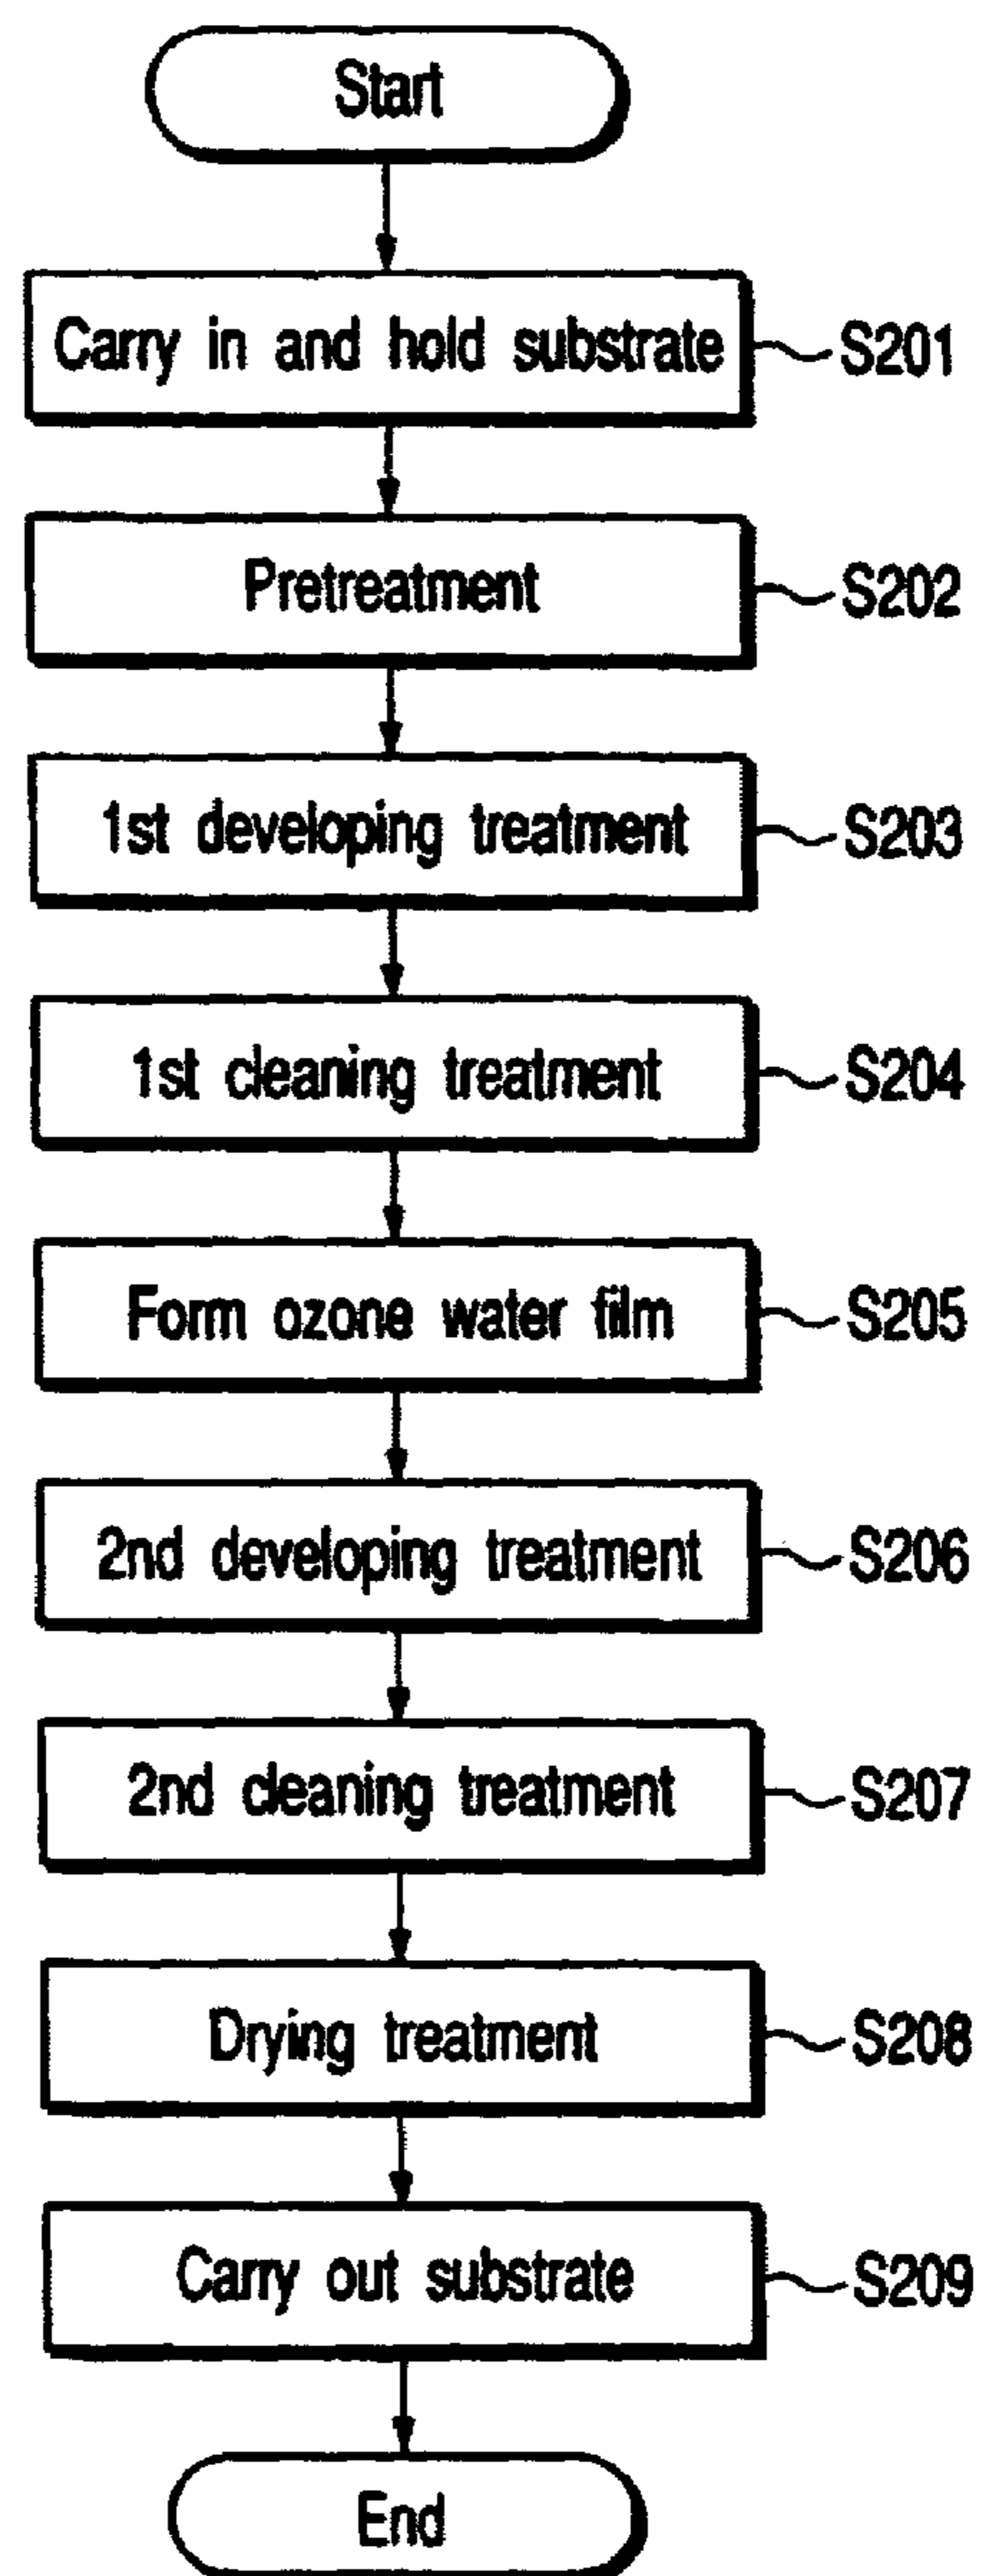 Start
Carry in and hold substrate S201
Pretreatment S202
1st developing treatment S203
1st cleaning treatment S204
Form ozone water film S205
2nd developing treatment S206
2nd cleaning treatment S207
Drying treatment S208
Carry out substrate S209
End